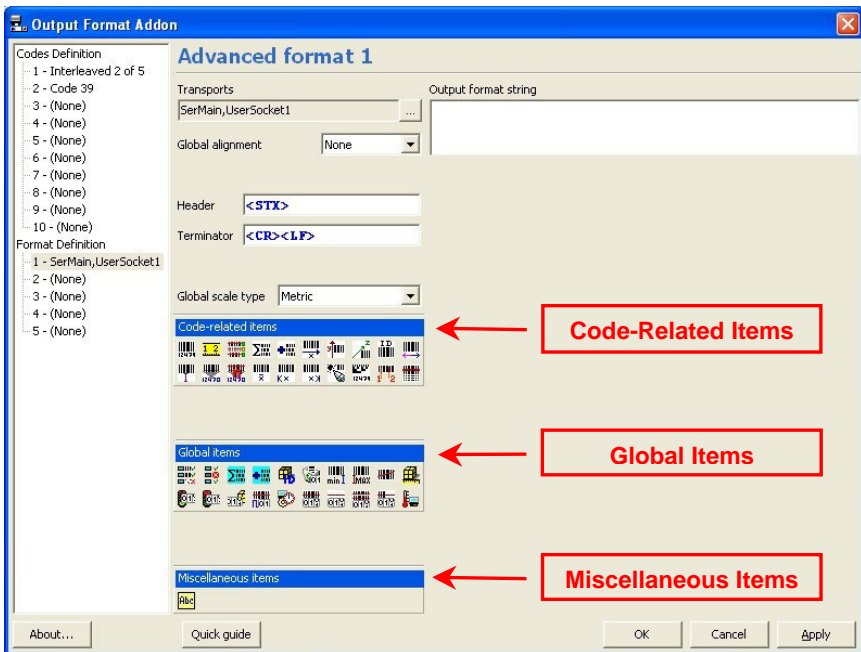 Output Format Addon
Codes Definition
1 - Interleaved 2 of 5
2 - Code 39
3 - (None)
4 - (None)
5 - (None)
6 - (None)
7 - (None)
8 - (None)
9 - (None)
10 - (None)
Format Definition
1 - SerMain,UserSocket1
2 - (None)
3 - (None)
4 - (None)
5 - (None)
Advanced format 1
Transports
SerMain,UserSocket1
...
Output format string
Global alignment
None
Header
<STX>
Terminator
<CR><LF>
Global scale type
Metric
Code-related items
Code-Related Items
Global items
Global Items
Miscellaneous items
Abc
Miscellaneous Items
About...
Quick guide
OK
Cancel
Apply